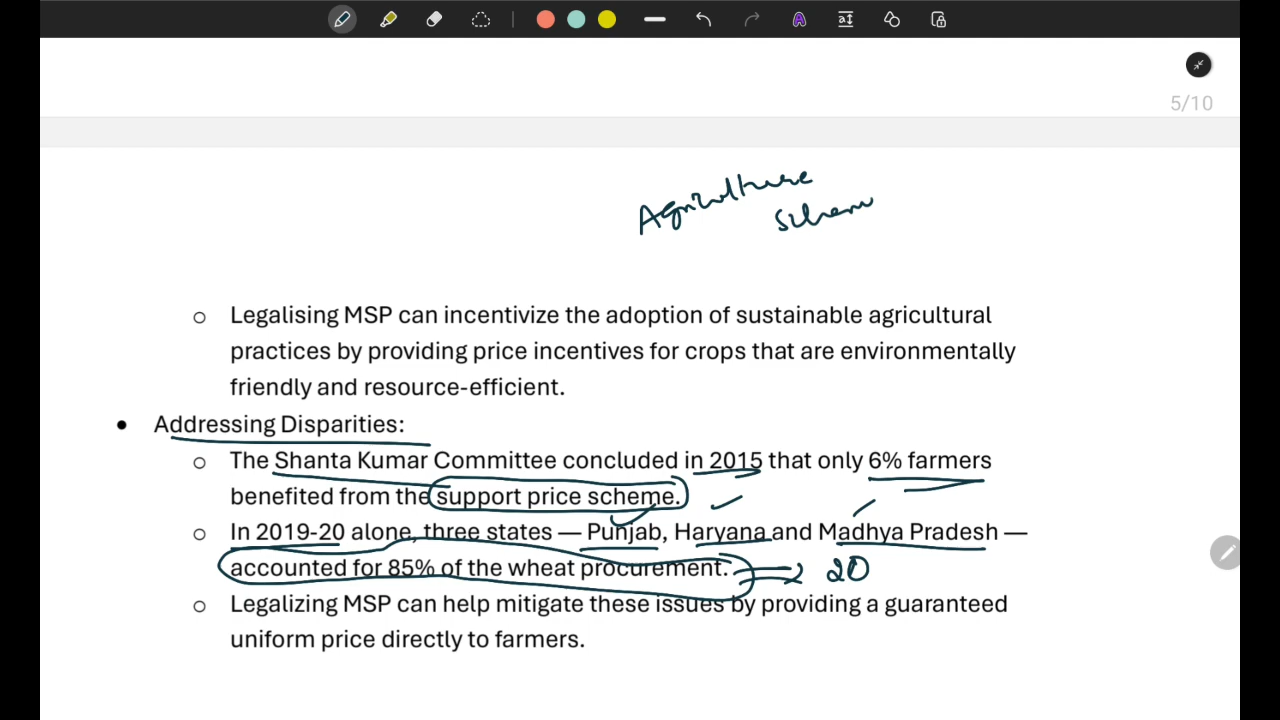 5/10
Agriculture
Schem
o Legalising MSP can incentivize the adoption of sustainable agricultural
practices by providing price incentives for crops that are environmentally
friendly and resource-efficient.
• Addressing Disparities:
o The Shanta Kumar Committee concluded in 2015 that only 6% farmers
benefited from the support price scheme.
o In 2019-20 alone, three states — Punjab, Haryana and Madhya Pradesh —
accounted for 85% of the wheat procurement. 20
o Legalizing MSP can help mitigate these issues by providing a guaranteed
uniform price directly to farmers.